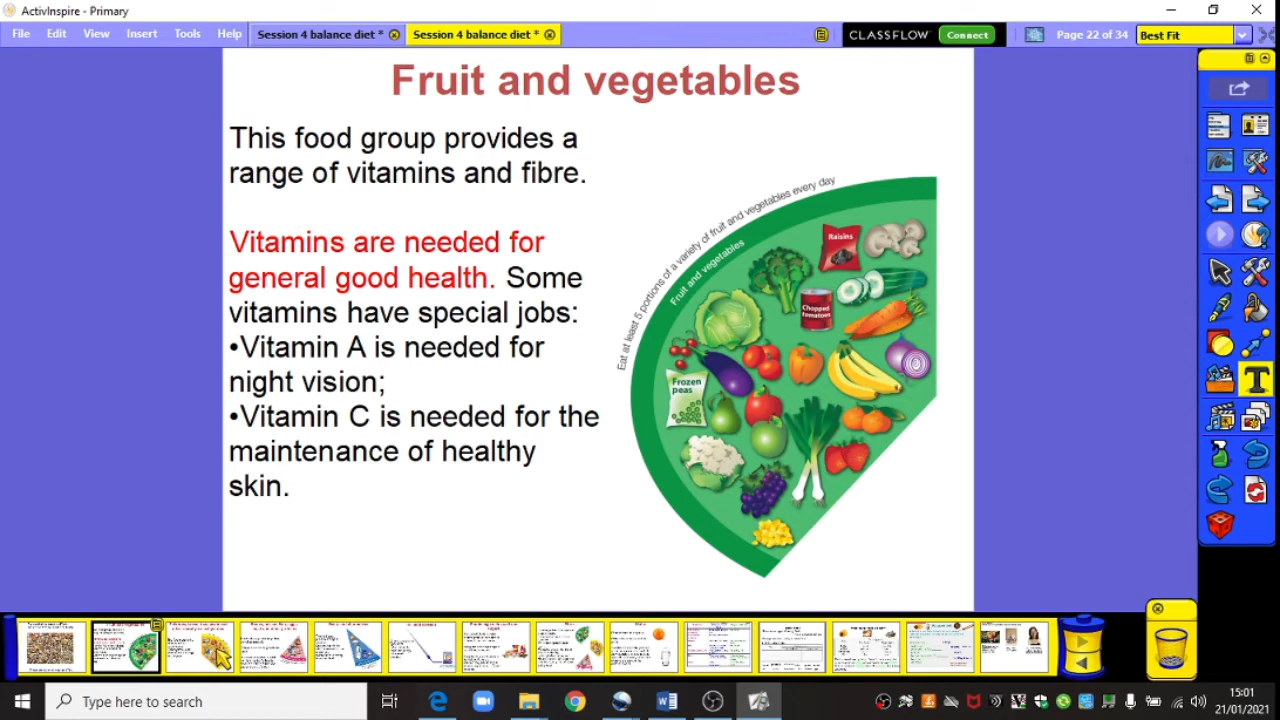 ActivInspire - Primary
File Edit View Insert Tools Help
Session 4 balance diet *
Session 4 balance diet *
CLASSFLOW Connect
Page 22 of 34
Best Fit
Fruit and vegetables
This food group provides a
range of vitamins and fibre.
Vitamins are needed for
general good health. Some
vitamins have special jobs:
•Vitamin A is needed for
night vision;
•Vitamin C is needed for the
maintenance of healthy
skin.
Eat at least 5 portions of a variety of fruit and vegetables every day
Fruit and vegetables
Raisins
Chopped
tomatoes
Frozen
peas
Type here to search
15:01
21/01/2021